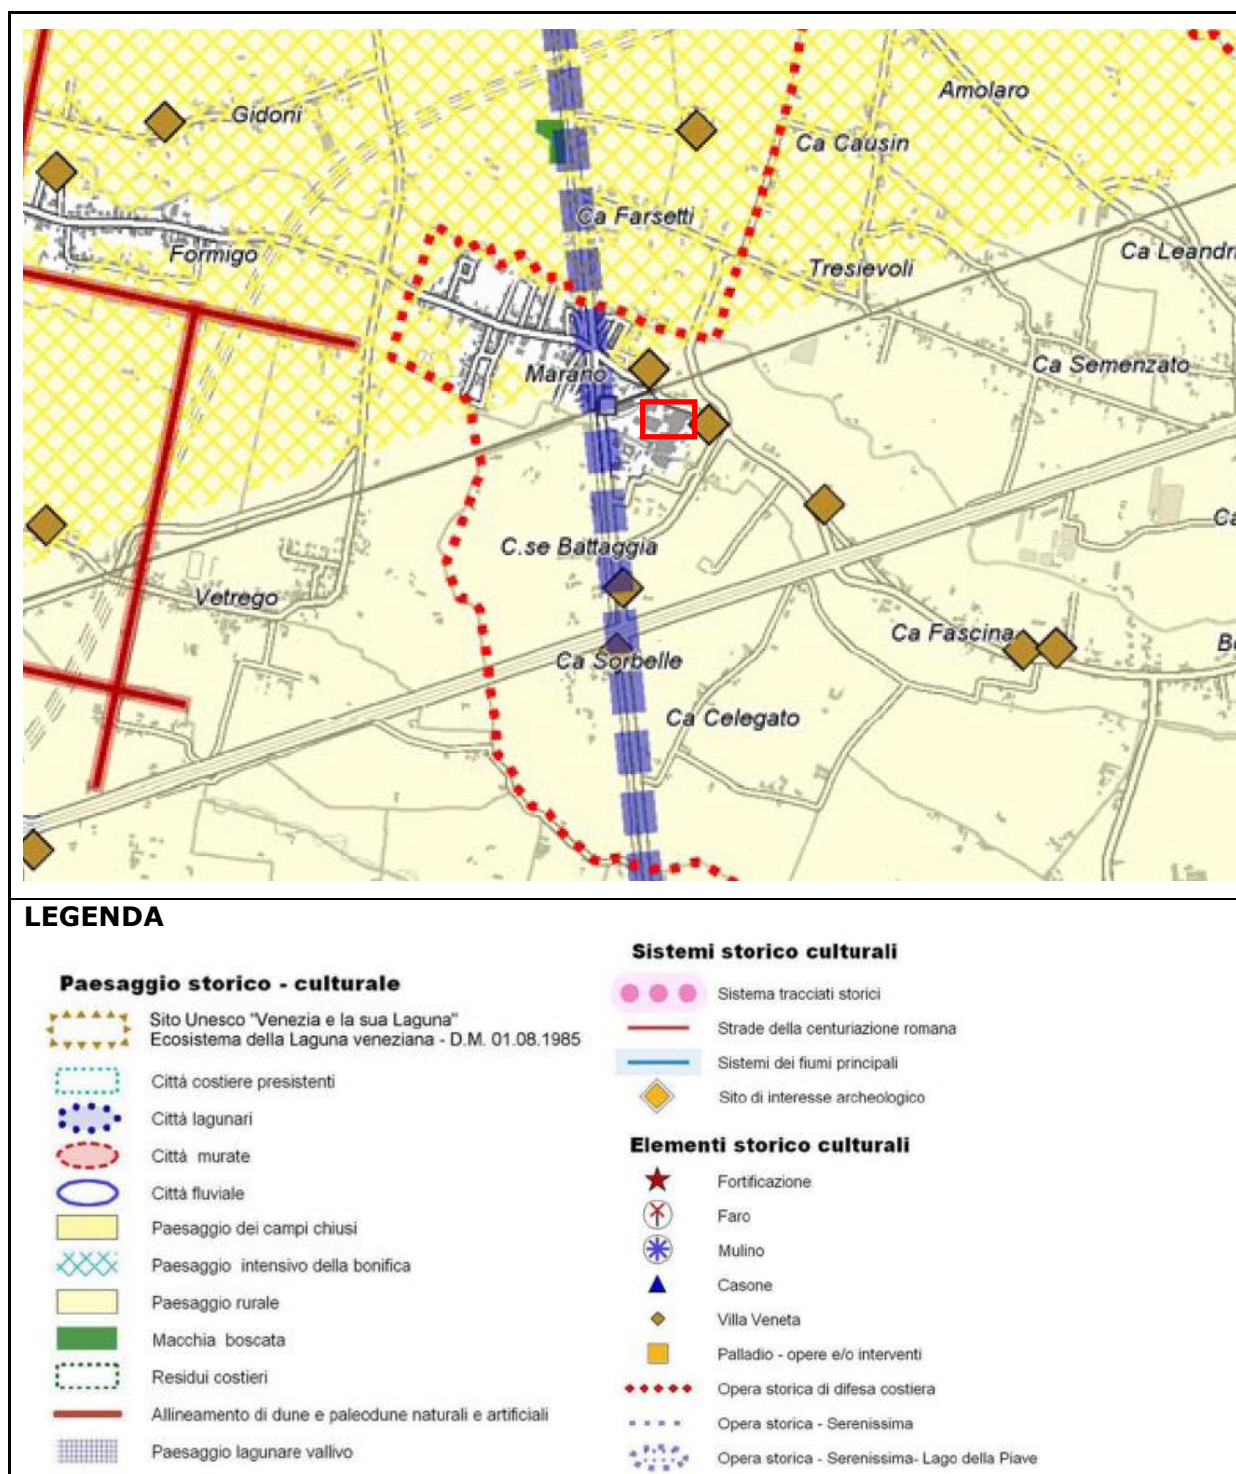 Gidoni
Amolaro
Ca Causin
Ca Farsetti
Formigo
Tresievoli
Ca Leandri
Marano
Ca Semenzato
C.se Battaggia
Vetrego
Ca Fascina
Ca Sorbelle
Ca Celegato
LEGENDA
Paesaggio storico - culturale
Sito Unesco "Venezia e la sua Laguna"
Ecosistema della Laguna veneziana - D.M. 01.08.1985
Città costiere presistenti
Città lagunari
Città murate
Città fluviale
Paesaggio dei campi chiusi
Paesaggio intensivo della bonifica
Paesaggio rurale
Macchia boscata
Residui costieri
Allineamento di dune e paleodune naturali e artificiali
Paesaggio lagunare vallivo
Sistemi storico culturali
Sistema tracciati storici
Strade della centuriazione romana
Sistemi dei fiumi principali
Sito di interesse archeologico
Elementi storico culturali
Fortificazione
Faro
Mulino
Casone
Villa Veneta
Palladio - opere e/o interventi
Opera storica di difesa costiera
Opera storica - Serenissima
Opera storica - Serenissima- Lago della Piave